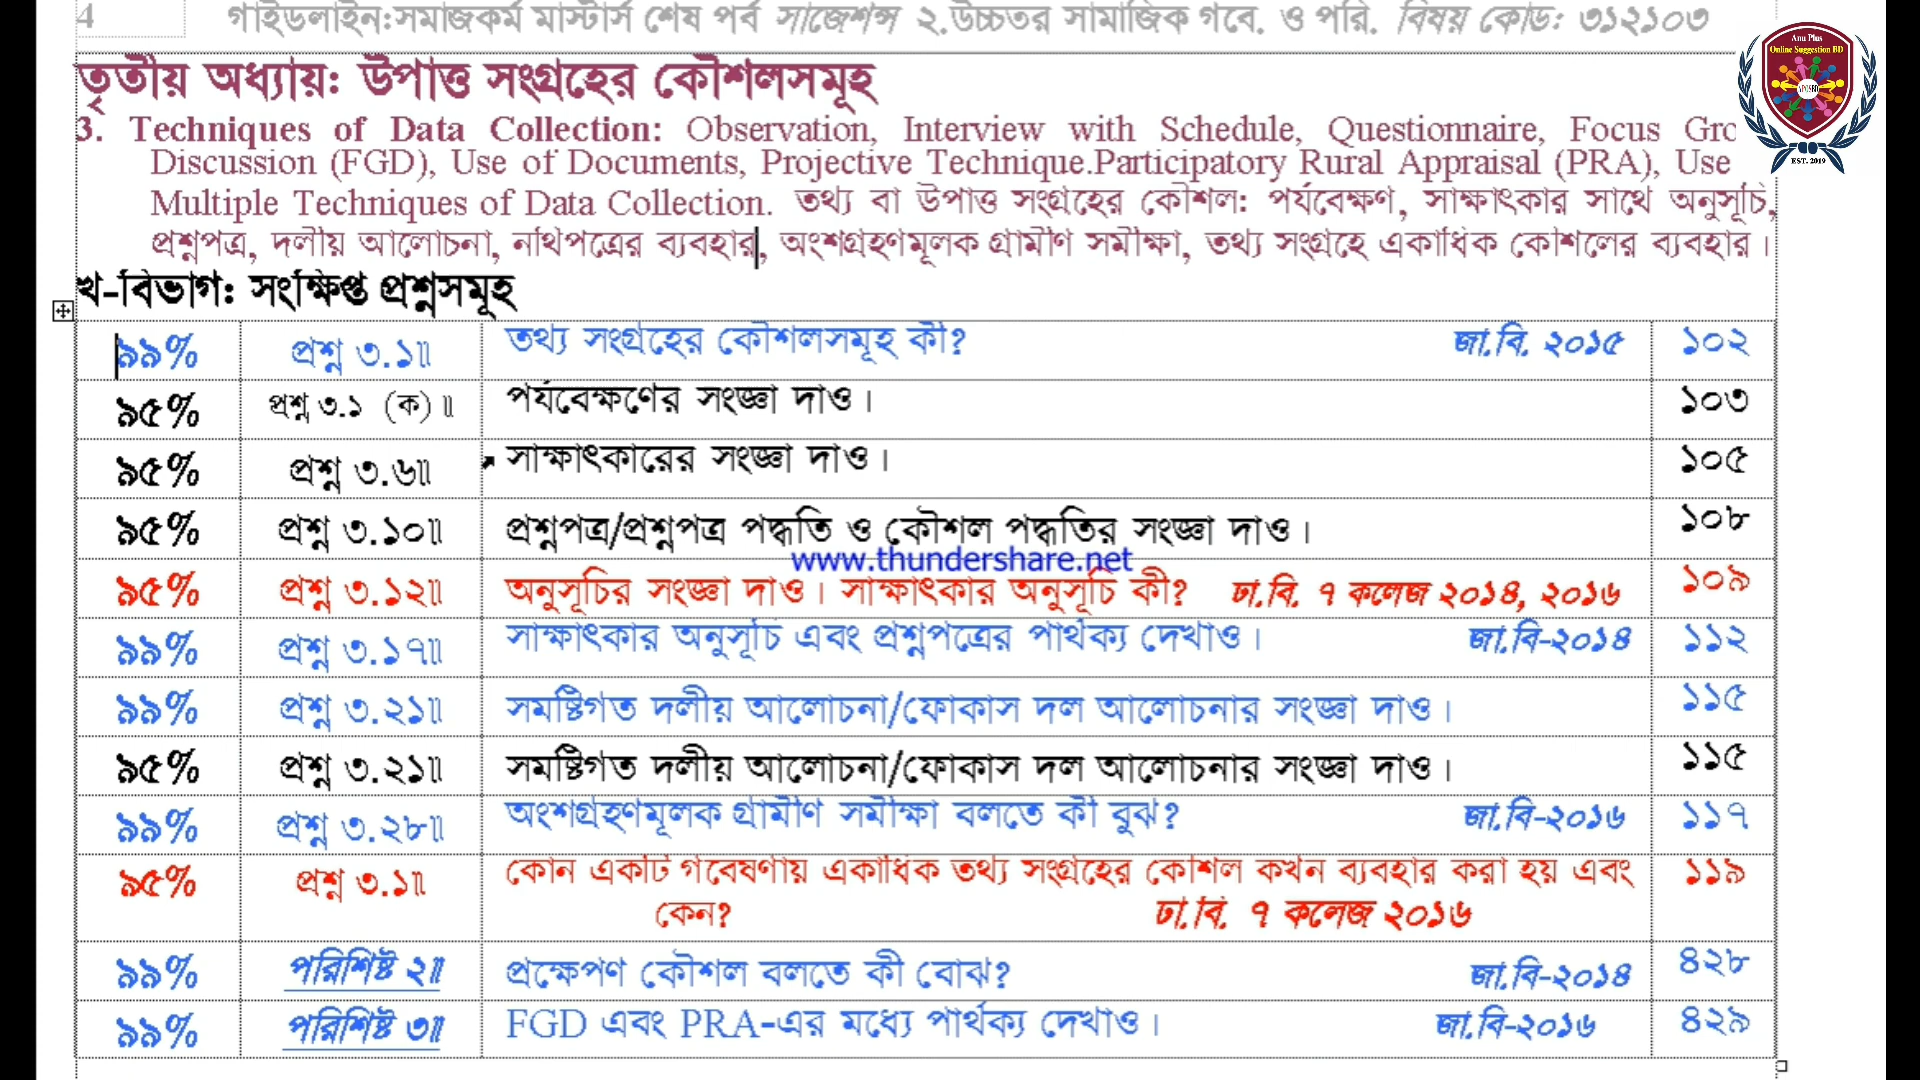 4 গাইডলাইন:সমাজকর্ম মাস্টার্স শেষ পর্ব সাজেশন্স ২.উচ্চতর সামাজিক গবে. ও পরি. বিষয় কোড: ৩১২১০৩
Anu Plus
Online Suggestion BD
APOSBD
EST. 2019
তৃতীয় অধ্যায়: উপাত্ত সংগ্রহের কৌশলসমূহ
3. Techniques of Data Collection: Observation, Interview with Schedule, Questionnaire, Focus Gro
Discussion (FGD), Use of Documents, Projective Technique.Participatory Rural Appraisal (PRA), Use
Multiple Techniques of Data Collection. তথ্য বা উপাত্ত সংগ্রহের কৌশল: পর্যবেক্ষণ, সাক্ষাৎকার সাথে অনুসূচি,
প্রশ্নপত্র, দলীয় আলোচনা, নথিপত্রের ব্যবহার, অংশগ্রহণমূলক গ্রামীণ সমীক্ষা, তথ্য সংগ্রহে একাধিক কৌশলের ব্যবহার।
খ-বিভাগ: সংক্ষিপ্ত প্রশ্নসমূহ
৯৯% প্রশ্ন ৩.১॥ তথ্য সংগ্রহের কৌশলসমূহ কী? জা.বি. ২০১৫ ১০২
৯৫% প্রশ্ন ৩.১ (ক)॥ পর্যবেক্ষণের সংজ্ঞা দাও। ১০৩
৯৫% প্রশ্ন ৩.৬॥ সাক্ষাৎকারের সংজ্ঞা দাও। ১০৫
৯৫% প্রশ্ন ৩.১০॥ প্রশ্নপত্র/প্রশ্নপত্র পদ্ধতি ও কৌশল পদ্ধতির সংজ্ঞা দাও। ১০৮
www.thundershare.net
৯৫% প্রশ্ন ৩.১২॥ অনুসূচির সংজ্ঞা দাও। সাক্ষাৎকার অনুসূচি কী? ঢা.বি. ৭ কলেজ ২০১৪, ২০১৬ ১০৯
৯৯% প্রশ্ন ৩.১৭॥ সাক্ষাৎকার অনুসূচি এবং প্রশ্নপত্রের পার্থক্য দেখাও। জা.বি-২০১৪ ১১২
৯৯% প্রশ্ন ৩.২১॥ সমষ্টিগত দলীয় আলোচনা/ফোকাস দল আলোচনার সংজ্ঞা দাও। ১১৫
৯৫% প্রশ্ন ৩.২১॥ সমষ্টিগত দলীয় আলোচনা/ফোকাস দল আলোচনার সংজ্ঞা দাও। ১১৫
৯৯% প্রশ্ন ৩.২৮॥ অংশগ্রহণমূলক গ্রামীণ সমীক্ষা বলতে কী বুঝ? জা.বি-২০১৬ ১১৭
৯৫% প্রশ্ন ৩.১॥ কোন একটি গবেষণায় একাধিক তথ্য সংগ্রহের কৌশল কখন ব্যবহার করা হয় এবং ১১৯
কেন? ঢা.বি. ৭ কলেজ ২০১৬
৯৯% পরিশিষ্ট ২॥ প্রক্ষেপণ কৌশল বলতে কী বোঝ? জা.বি-২০১৪ ৪২৮
৯৯% পরিশিষ্ট ৩॥ FGD এবং PRA-এর মধ্যে পার্থক্য দেখাও। জা.বি-২০১৬ ৪২৯